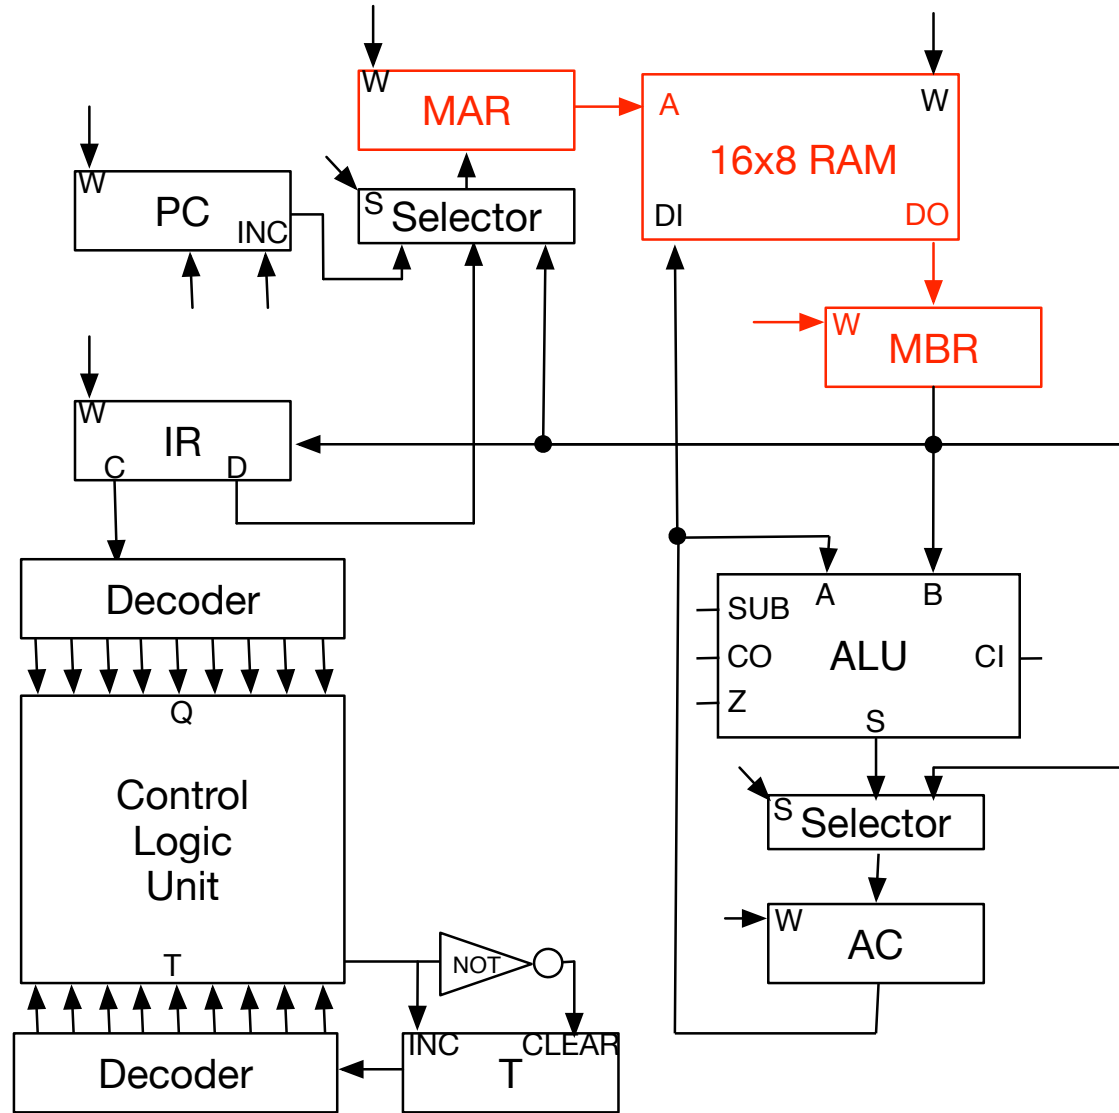 W
MAR
A
W
16x8 RAM
DI
DO
W
PC
INC
S
Selector
W
MBR
W
IR
C
D
Decoder
Q
Control
Logic
Unit
T
NOT
INC
CLEAR
T
Decoder
A
B
SUB
CO
ALU
CI
Z
S
S
Selector
W
AC